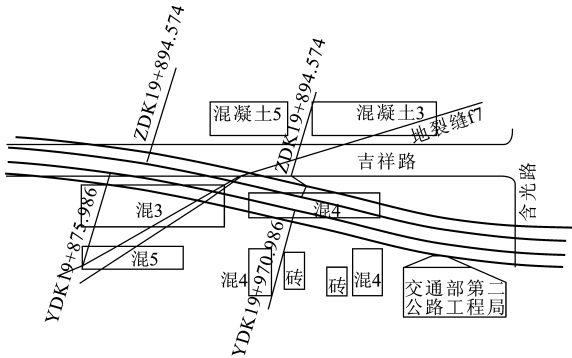 ZDK19+894.574
ZDK19+894.574
混凝土5
混凝土3
地裂缝f7
吉祥路
含光路
YDK19+875.986
混3
混4
混5
混4
YDK19+970.986
砖
砖
混4
交通部第二
公路工程局